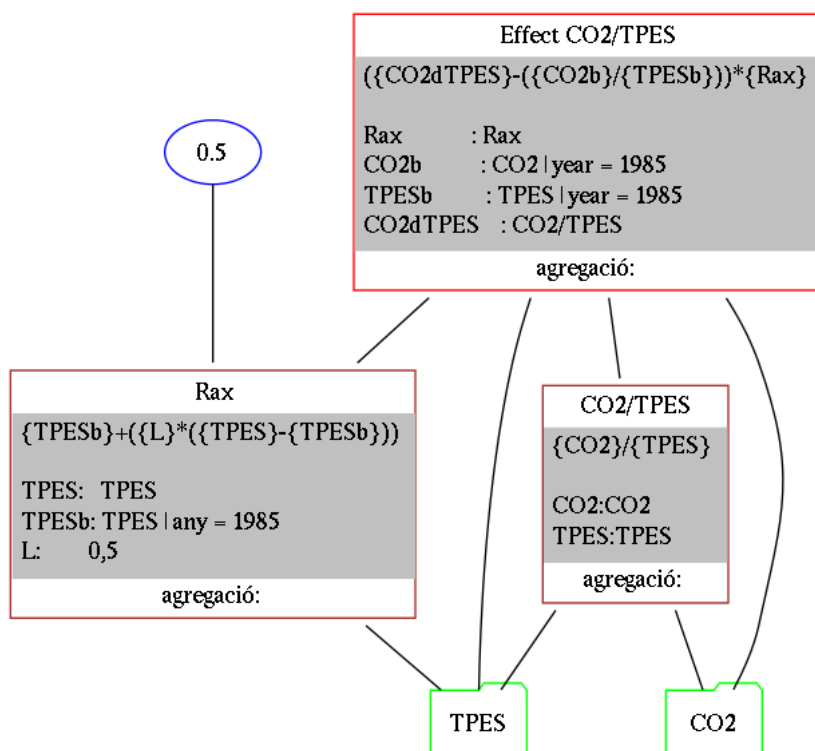 Effect CO2/TPES
({CO2dTPES}-({CO2b}/{TPESb}))*{Rax}
Rax : Rax
CO2b : CO2 | year = 1985
TPESb : TPES | year = 1985
CO2dTPES : CO2/TPES
agregació:
0.5
Rax
{TPESb}+({L}*({TPES}-{TPESb}))
TPES: TPES
TPESb: TPES | any = 1985
L: 0,5
agregació:
CO2/TPES
{CO2}/{TPES}
CO2:CO2
TPES:TPES
agregació:
TPES
CO2